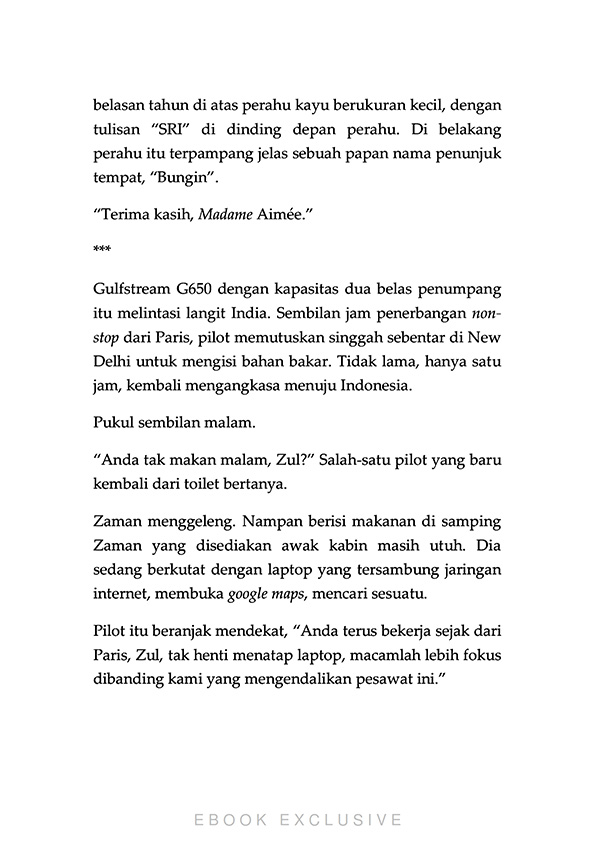 belasan tahun di atas perahu kayu berukuran kecil, dengan
tulisan “SRI” di dinding depan perahu. Di belakang
perahu itu terpampang jelas sebuah papan nama penunjuk
tempat, “Bungin”.
“Terima kasih, Madame Aimée.”
***
Gulfstream G650 dengan kapasitas dua belas penumpang
itu melintasi langit India. Sembilan jam penerbangan non-
stop dari Paris, pilot memutuskan singgah sebentar di New
Delhi untuk mengisi bahan bakar. Tidak lama, hanya satu
jam, kembali mengangkasa menuju Indonesia.
Pukul sembilan malam.
“Anda tak makan malam, Zul?” Salah-satu pilot yang baru
kembali dari toilet bertanya.
Zaman menggeleng. Nampan berisi makanan di samping
Zaman yang disediakan awak kabin masih utuh. Dia
sedang berkutat dengan laptop yang tersambung jaringan
internet, membuka google maps, mencari sesuatu.
Pilot itu beranjak mendekat, “Anda terus bekerja sejak dari
Paris, Zul, tak henti menatap laptop, macamlah lebih fokus
dibanding kami yang mengendalikan pesawat ini.”
EBOOK EXCLUSIVE